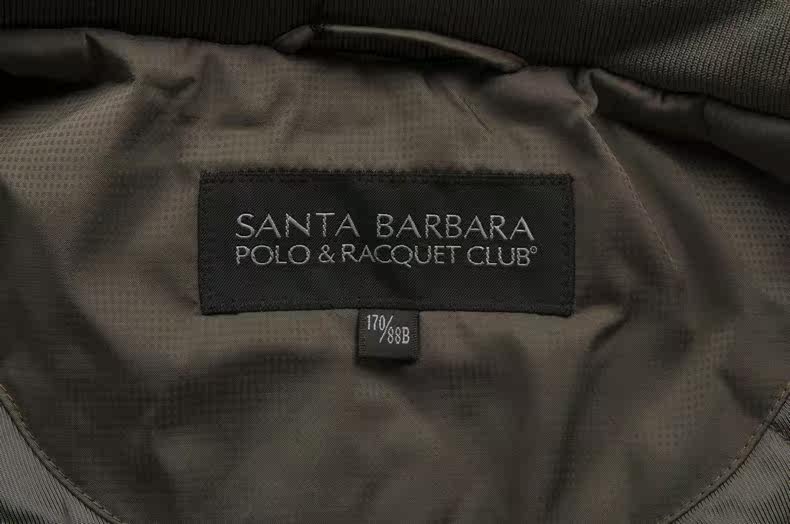 SANTA BARBARA
POLO & RACQUET CLUB®
170/88B